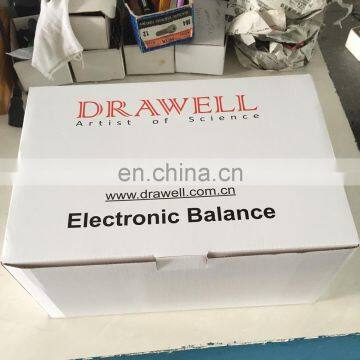 DRAWELL
Artist of Science
en.china.cn
www.drawell.com.cn
Electronic Balance